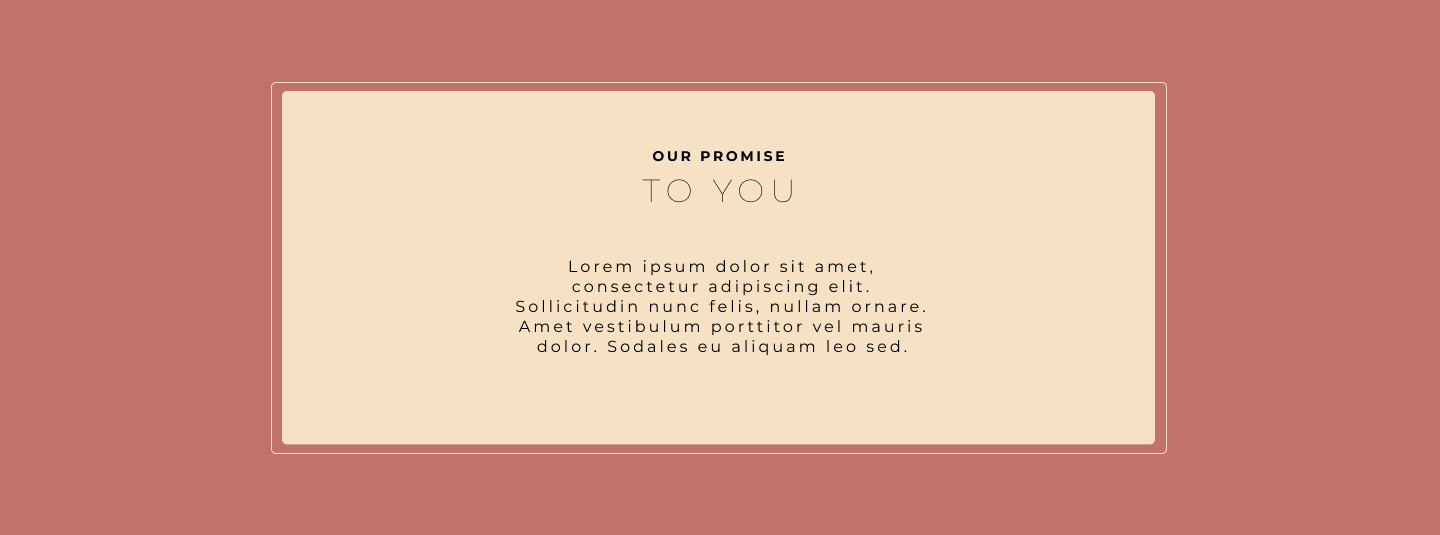 OUR PROMISE
TO YOU
Lorem ipsum dolor sit amet,
consectetur adipiscing elit.
Sollicitudin nunc felis, nullam ornare.
Amet vestibulum porttitor vel mauris
dolor. Sodales eu aliquam leo sed.